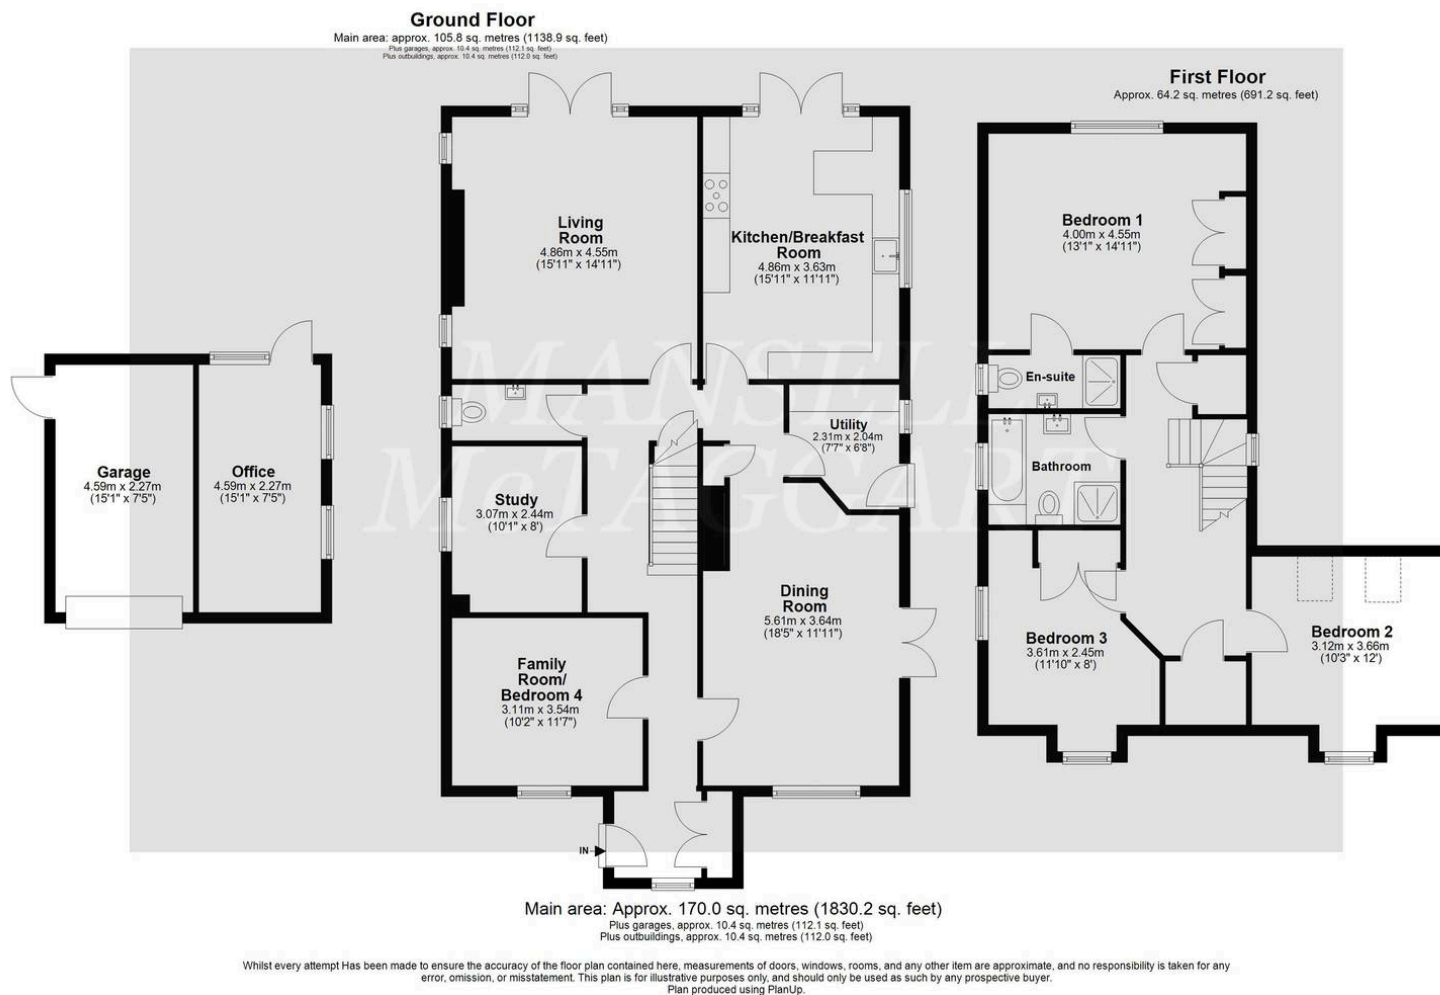 Ground Floor
Main area: approx. 105.8 sq. metres (1138.9 sq. feet)
Plus garages, approx. 10.4 sq. metres (112.1 sq. feet)
Plus outbuildings, approx. 10.4 sq. metres (112.0 sq. feet)
First Floor
Approx. 64.2 sq. metres (691.2 sq. feet)
Living
Room
4.86m x 4.55m
(15'11" x 14'11")
Kitchen/Breakfast
Room
4.86m x 3.63m
(15'11" x 11'11")
Bedroom 1
4.00m x 4.55m
(13'1" x 14'11")
En-suite
Utility
2.31m x 2.04m
(7'7" x 6'8")
Bathroom
Garage
4.59m x 2.27m
(15'1" x 7'5")
Office
4.59m x 2.27m
(15'1" x 7'5")
Study
3.07m x 2.44m
(10'1" x 8')
Dining
Room
5.61m x 3.64m
(18'5" x 11'11")
Family
Room/
Bedroom 4
3.11m x 3.54m
(10'2" x 11'7")
Bedroom 3
3.61m x 2.45m
(11'10" x 8')
Bedroom 2
3.12m x 3.66m
(10'3" x 12')
IN
MANSELL
McTAGGART
Main area: Approx. 170.0 sq. metres (1830.2 sq. feet)
Plus garages, approx. 10.4 sq. metres (112.1 sq. feet)
Plus outbuildings, approx. 10.4 sq. metres (112.0 sq. feet)
Whilst every attempt Has been made to ensure the accuracy of the floor plan contained here, measurements of doors, windows, rooms, and any other item are approximate, and no responsibility is taken for any
error, omission, or misstatement. This plan is for illustrative purposes only, and should only be used as such by any prospective buyer.
Plan produced using PlanUp.